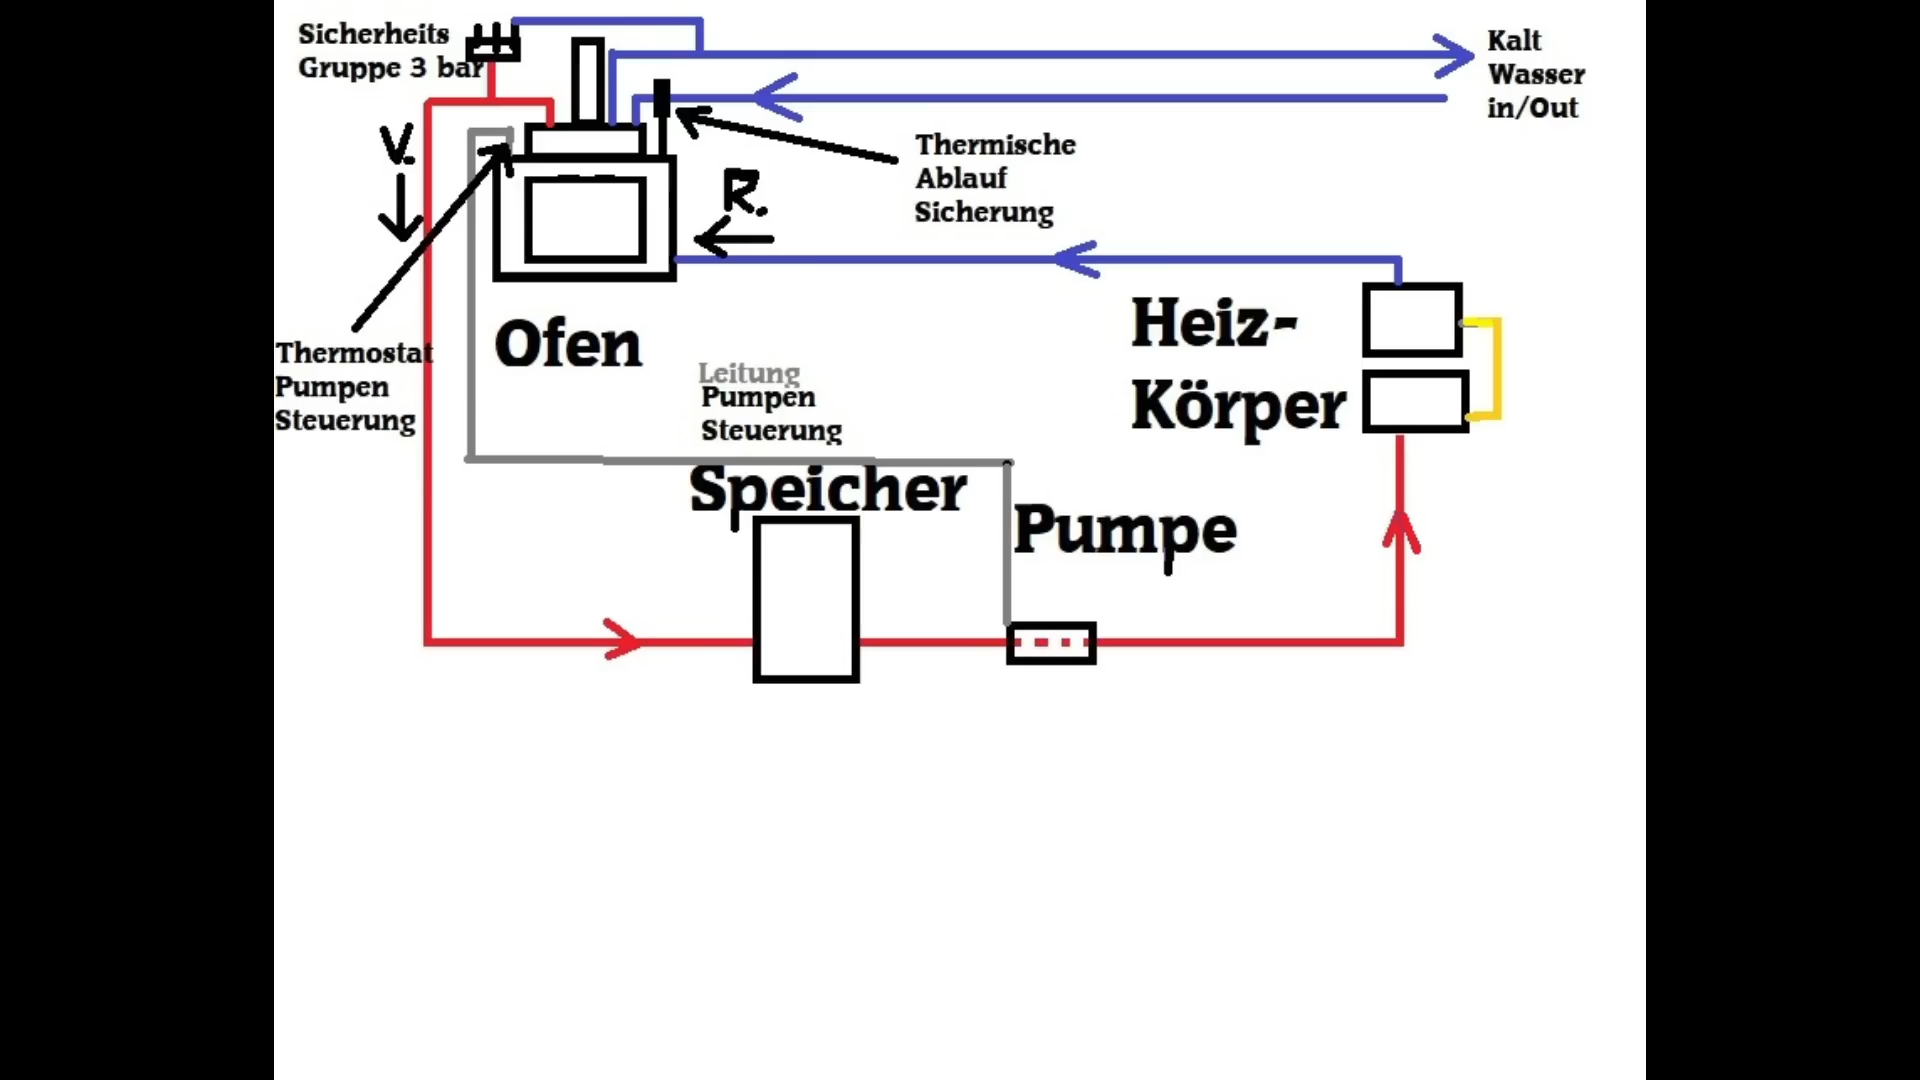 Sicherheits
Gruppe 3 bar
Kalt
Wasser
in/Out
V.
Thermische
Ablauf
Sicherung
R.
Thermostat
Pumpen
Steuerung
Ofen
Leitung
Pumpen
Steuerung
Heiz-
Körper
Speicher
Pumpe